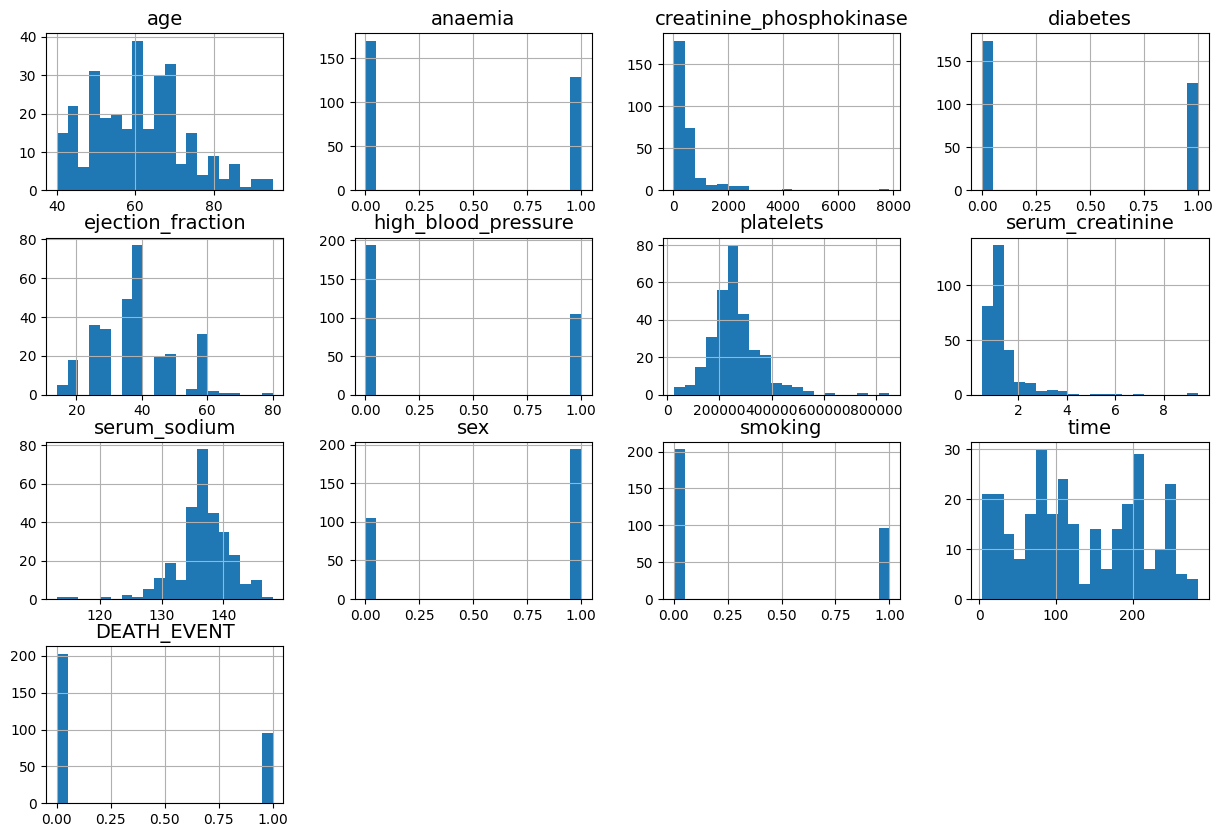 age
40
30
20
10
0
40 60 80
anaemia
150
100
50
0
0.00 0.25 0.50 0.75 1.00
creatinine_phosphokinase
150
100
50
0
0 2000 4000 6000 8000
diabetes
150
100
50
0
0.00 0.25 0.50 0.75 1.00
ejection_fraction
80
60
40
20
0
20 40 60 80
high_blood_pressure
200
150
100
50
0
0.00 0.25 0.50 0.75 1.00
platelets
80
60
40
20
0
0 200000 400000 600000 800000
serum_creatinine
100
50
0
2 4 6 8
serum_sodium
80
60
40
20
0
120 130 140
sex
200
150
100
50
0
0.00 0.25 0.50 0.75 1.00
smoking
200
150
100
50
0
0.00 0.25 0.50 0.75 1.00
time
30
20
10
0
0 100 200
DEATH_EVENT
200
150
100
50
0
0.00 0.25 0.50 0.75 1.00